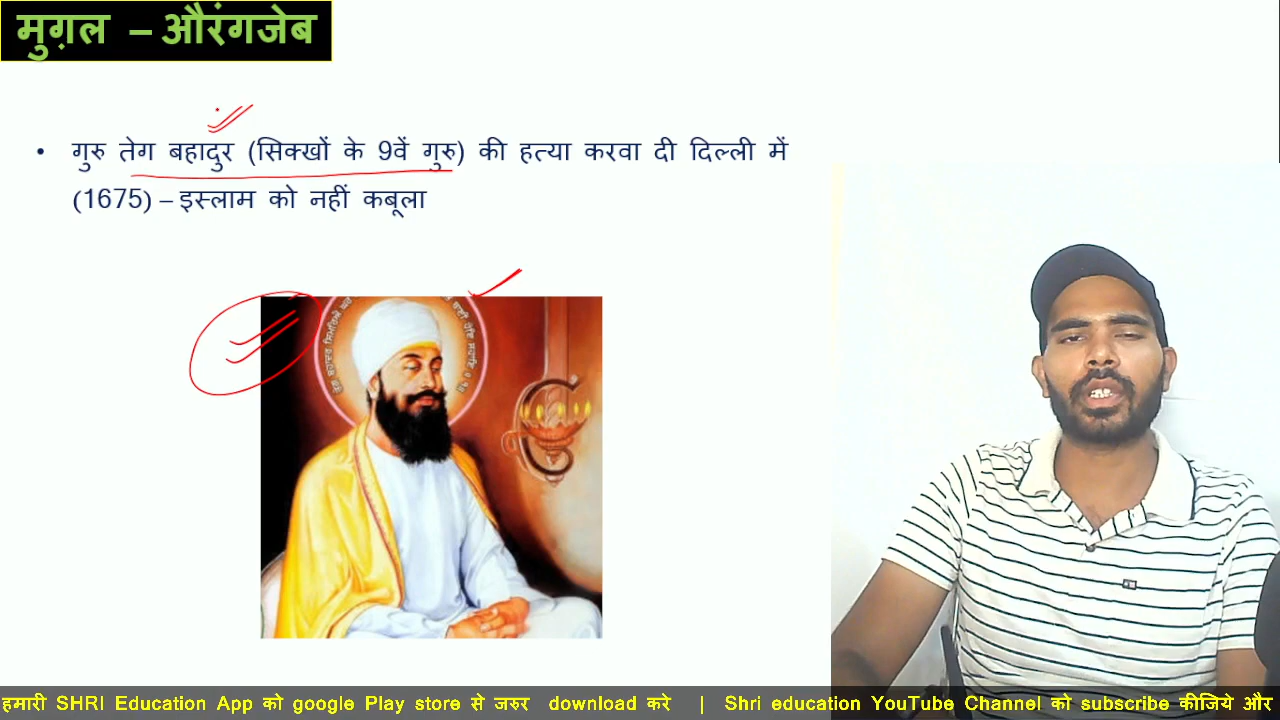 मुग़ल – औरंगजेब
• गुरु तेग बहादुर (सिक्खों के 9वें गुरु) की हत्या करवा दी दिल्ली में
(1675) – इस्लाम को नहीं कबूला
हमारी SHRI Education App को google Play store से जरुर download करे | Shri education YouTube Channel को subscribe कीजिये और